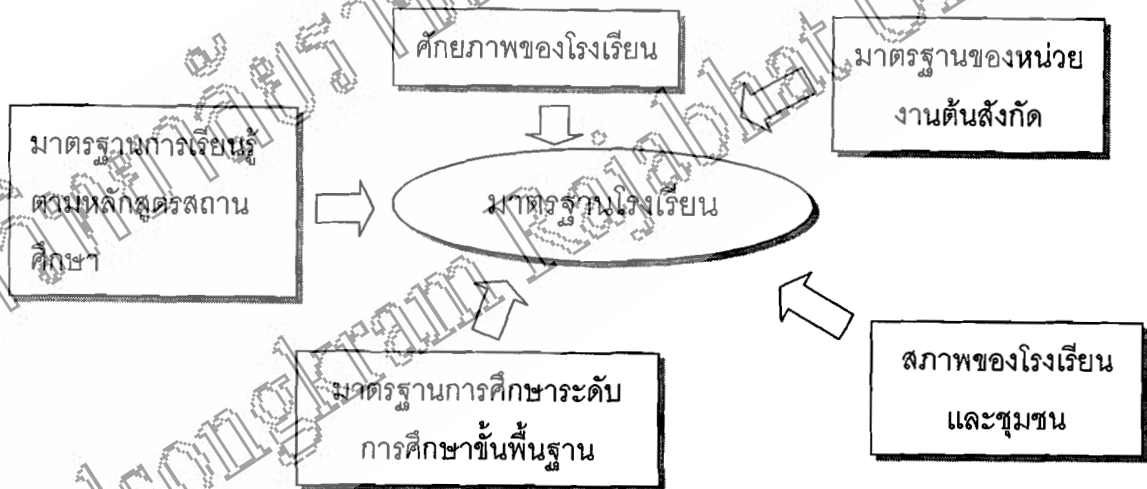 ศักยภาพของโรงเรียน
มาตรฐานของหน่วย
งานต้นสังกัด
มาตรฐานการเรียนรู้
ตามหลักสูตรสถาน
ศึกษา
มาตรฐานโรงเรียน
มาตรฐานการศึกษาระดับ
การศึกษาขั้นพื้นฐาน
สภาพของโรงเรียน
และชุมชน
songkram Rajabhat